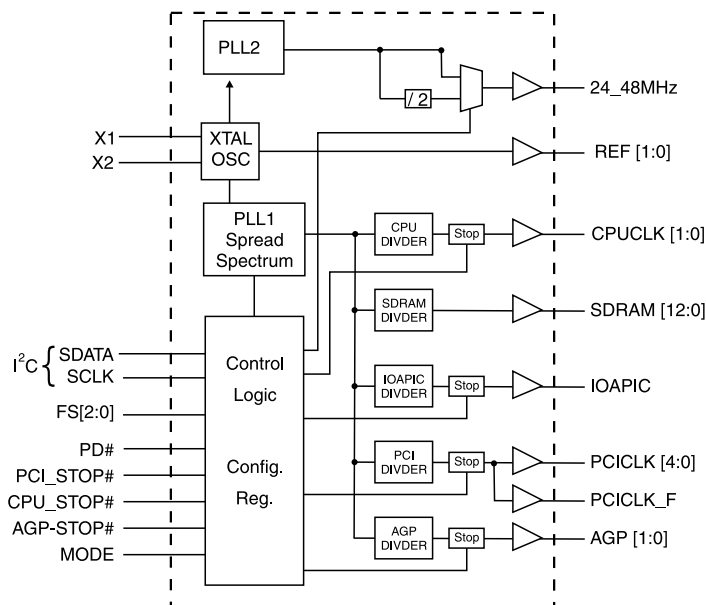 PLL2
/ 2
24_48MHz
X1
X2
XTAL
OSC
REF [1:0]
PLL1
Spread
Spectrum
CPU
DIVDER
Stop
CPUCLK [1:0]
SDRAM
DIVDER
SDRAM [12:0]
I²C { SDATA
SCLK
FS[2:0]
PD#
PCI_STOP#
CPU_STOP#
AGP-STOP#
MODE
Control
Logic
Config.
Reg.
IOAPIC
DIVDER
Stop
IOAPIC
PCI
DIVDER
Stop
PCICLK [4:0]
PCICLK_F
AGP
DIVDER
Stop
AGP [1:0]